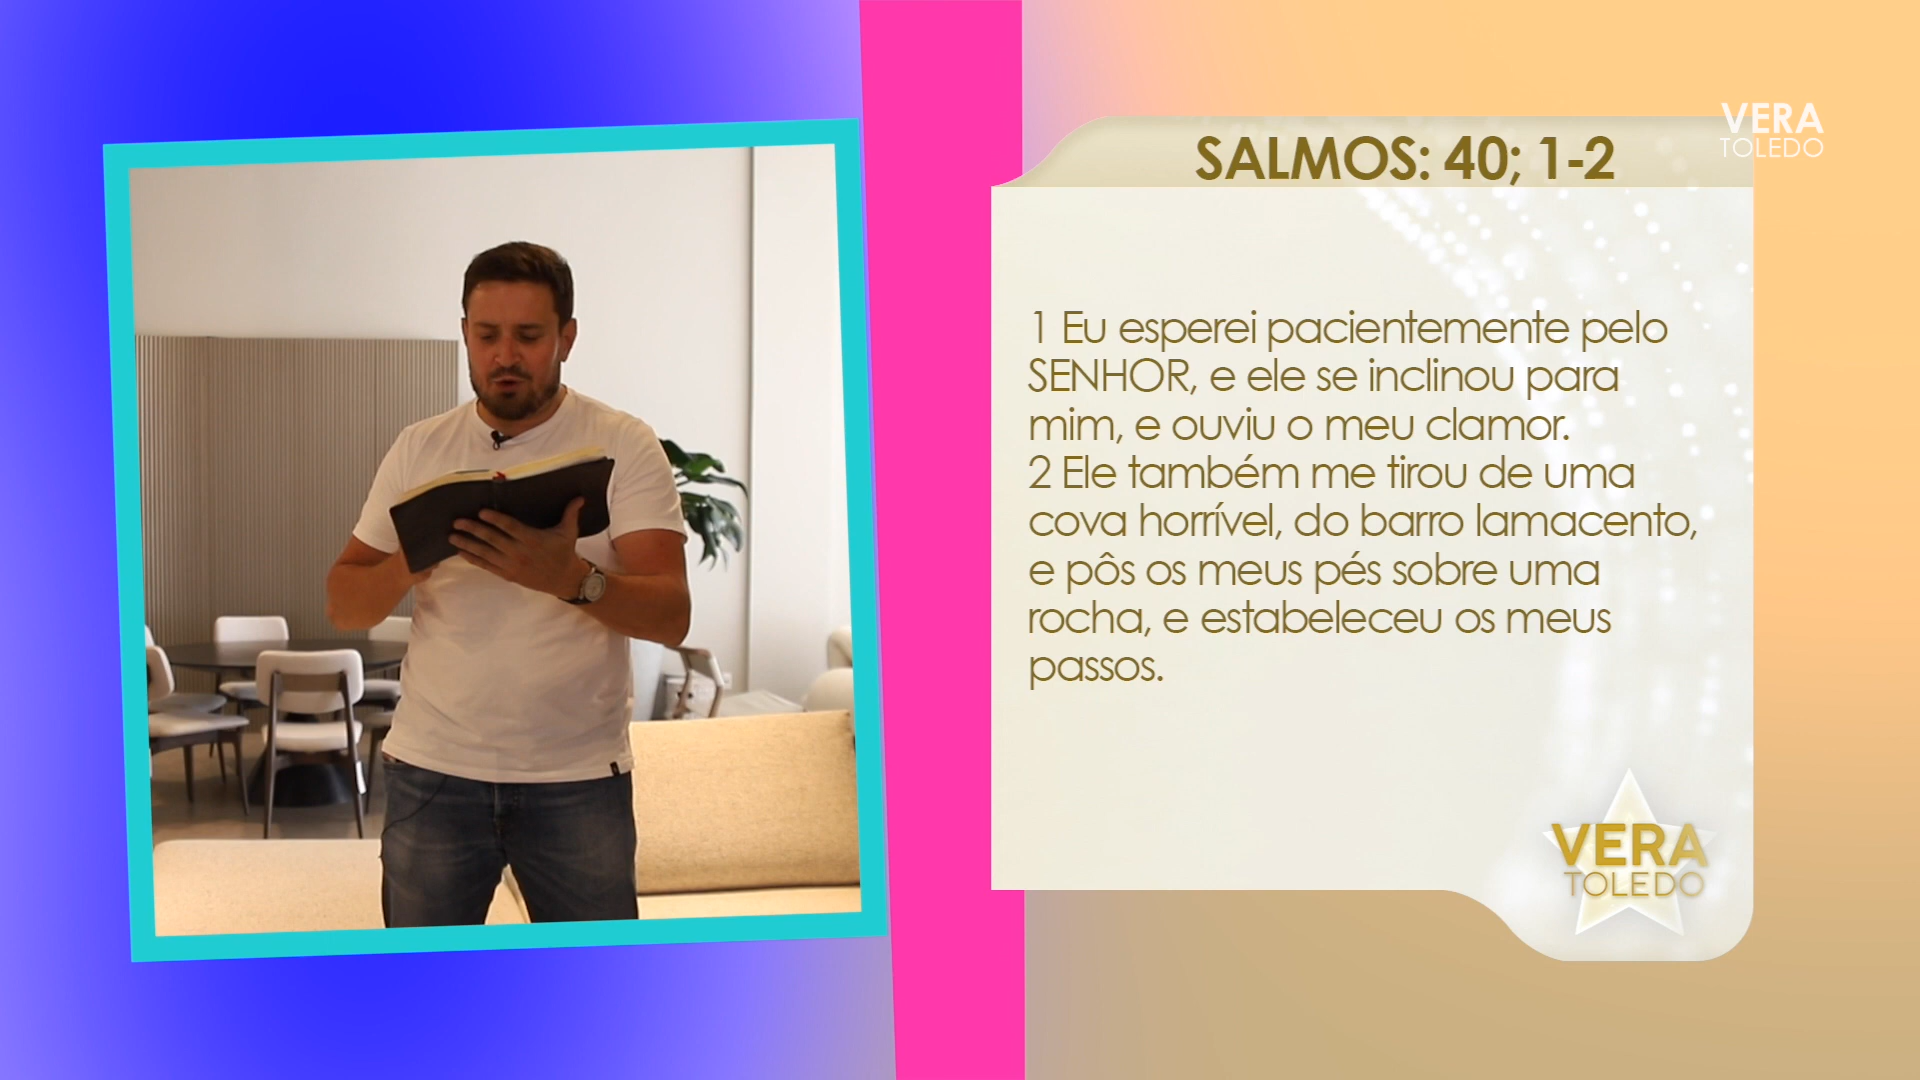 VERA
TOLEDO
SALMOS: 40; 1-2
1 Eu esperei pacientemente pelo
SENHOR, e ele se inclinou para
mim, e ouviu o meu clamor.
2 Ele também me tirou de uma
cova horrível, do barro lamacento,
e pôs os meus pés sobre uma
rocha, e estabeleceu os meus
passos.
VERA
TOLEDO